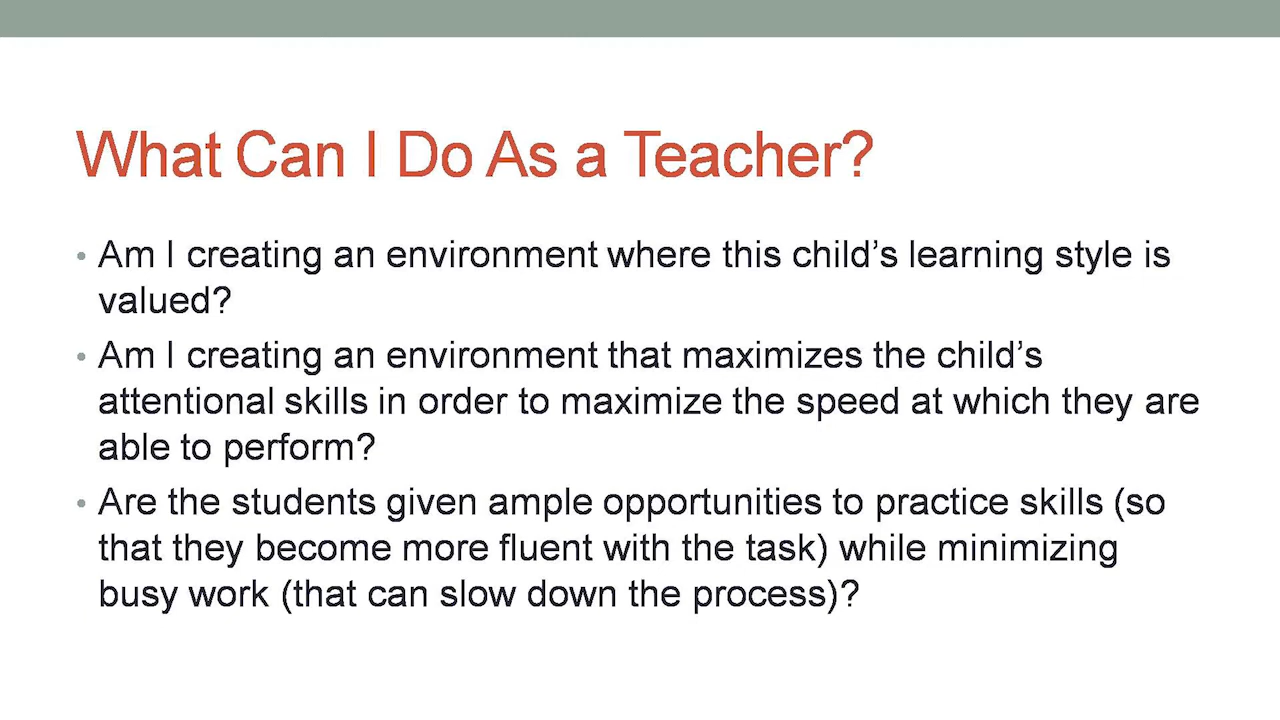 What Can I Do As a Teacher?
• Am I creating an environment where this child’s learning style is
valued?
• Am I creating an environment that maximizes the child’s
attentional skills in order to maximize the speed at which they are
able to perform?
• Are the students given ample opportunities to practice skills (so
that they become more fluent with the task) while minimizing
busy work (that can slow down the process)?